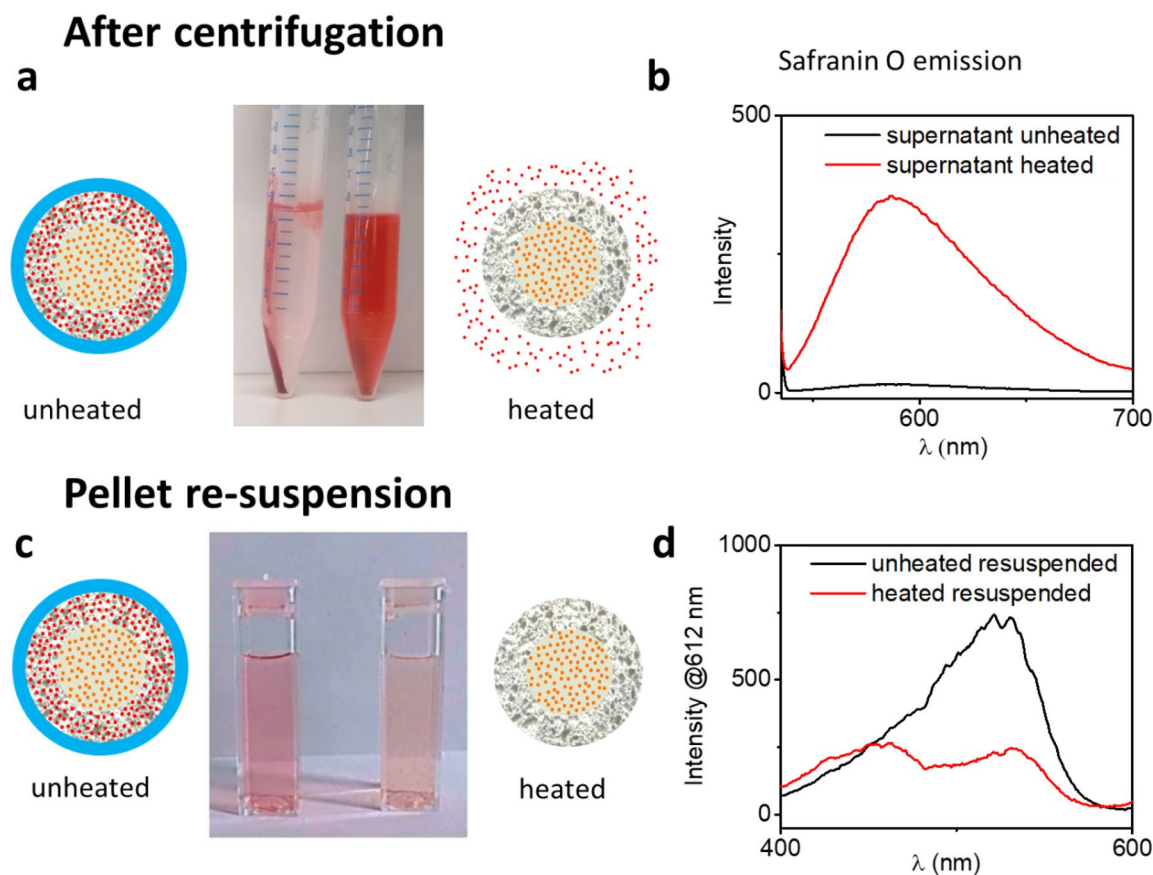 After centrifugation
a
b
Safranin O emission
500
supernatant unheated
supernatant heated
Intensity
0
600
700
λ (nm)
unheated
heated
Pellet re-suspension
c
d
1000
unheated resuspended
heated resuspended
500
Intensity @612 nm
0
400
600
λ (nm)
unheated
heated